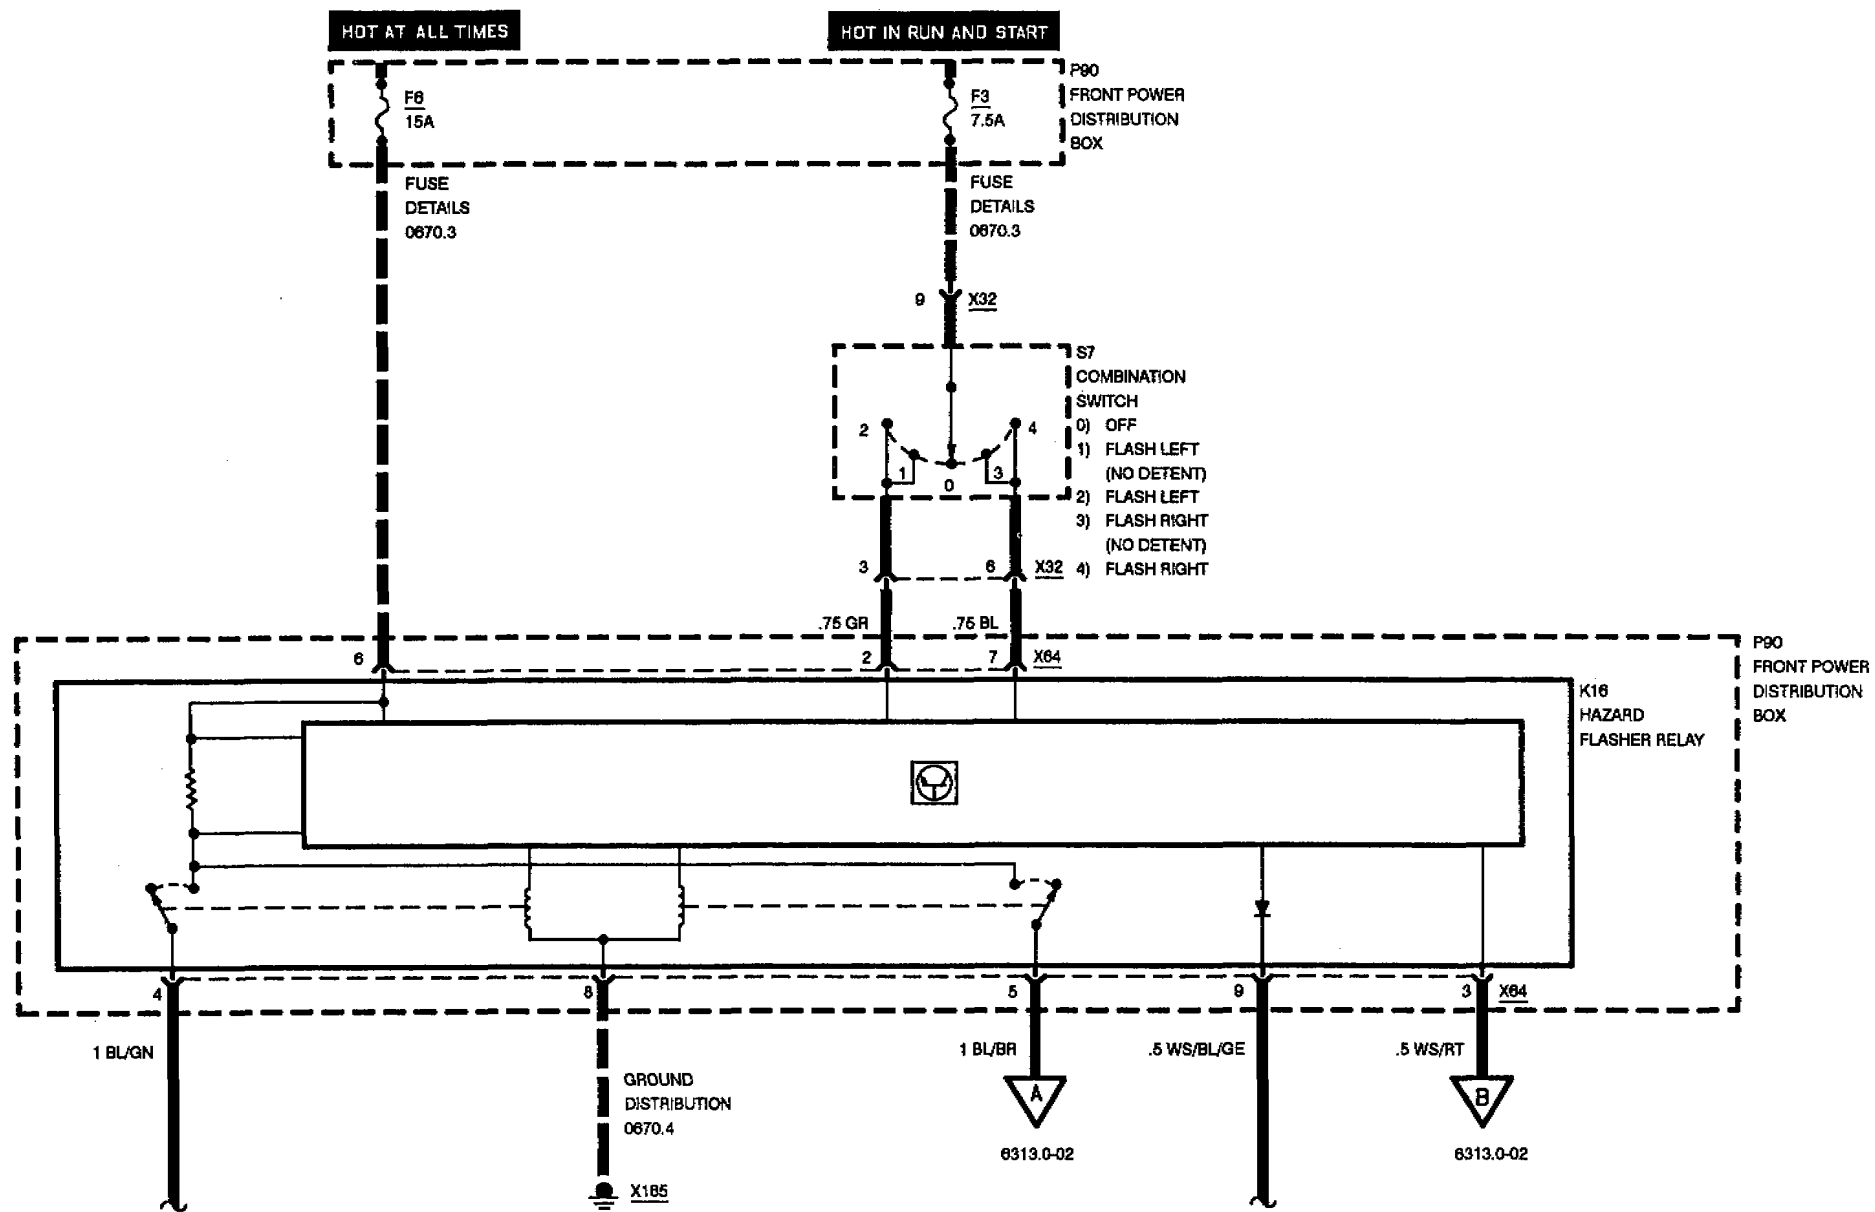 HOT AT ALL TIMES
HOT IN RUN AND START
F6
15A
F3
7.5A
P90
FRONT POWER
DISTRIBUTION
BOX
FUSE
DETAILS
0670.3
FUSE
DETAILS
0670.3
9
X32
S7
COMBINATION
SWITCH
0) OFF
1) FLASH LEFT
(NO DETENT)
2) FLASH LEFT
3) FLASH RIGHT
(NO DETENT)
4) FLASH RIGHT
2
4
1
0
3
3
6
X32
.75 GR
.75 BL
6
2
7
X64
P90
FRONT POWER
DISTRIBUTION
BOX
K16
HAZARD
FLASHER RELAY
4
8
5
9
3
X64
1 BL/GN
1 BL/BR
.5 WS/BL/GE
.5 WS/RT
GROUND
DISTRIBUTION
0670.4
A
B
6313.0-02
6313.0-02
X165